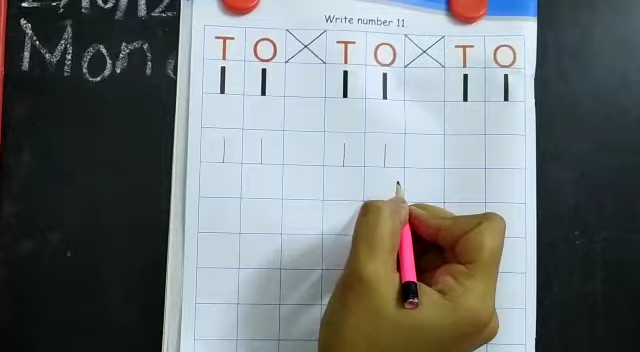 Write number 11.
Mon
T O T O T O
1 1 1 1 1 1
1 1 1 1